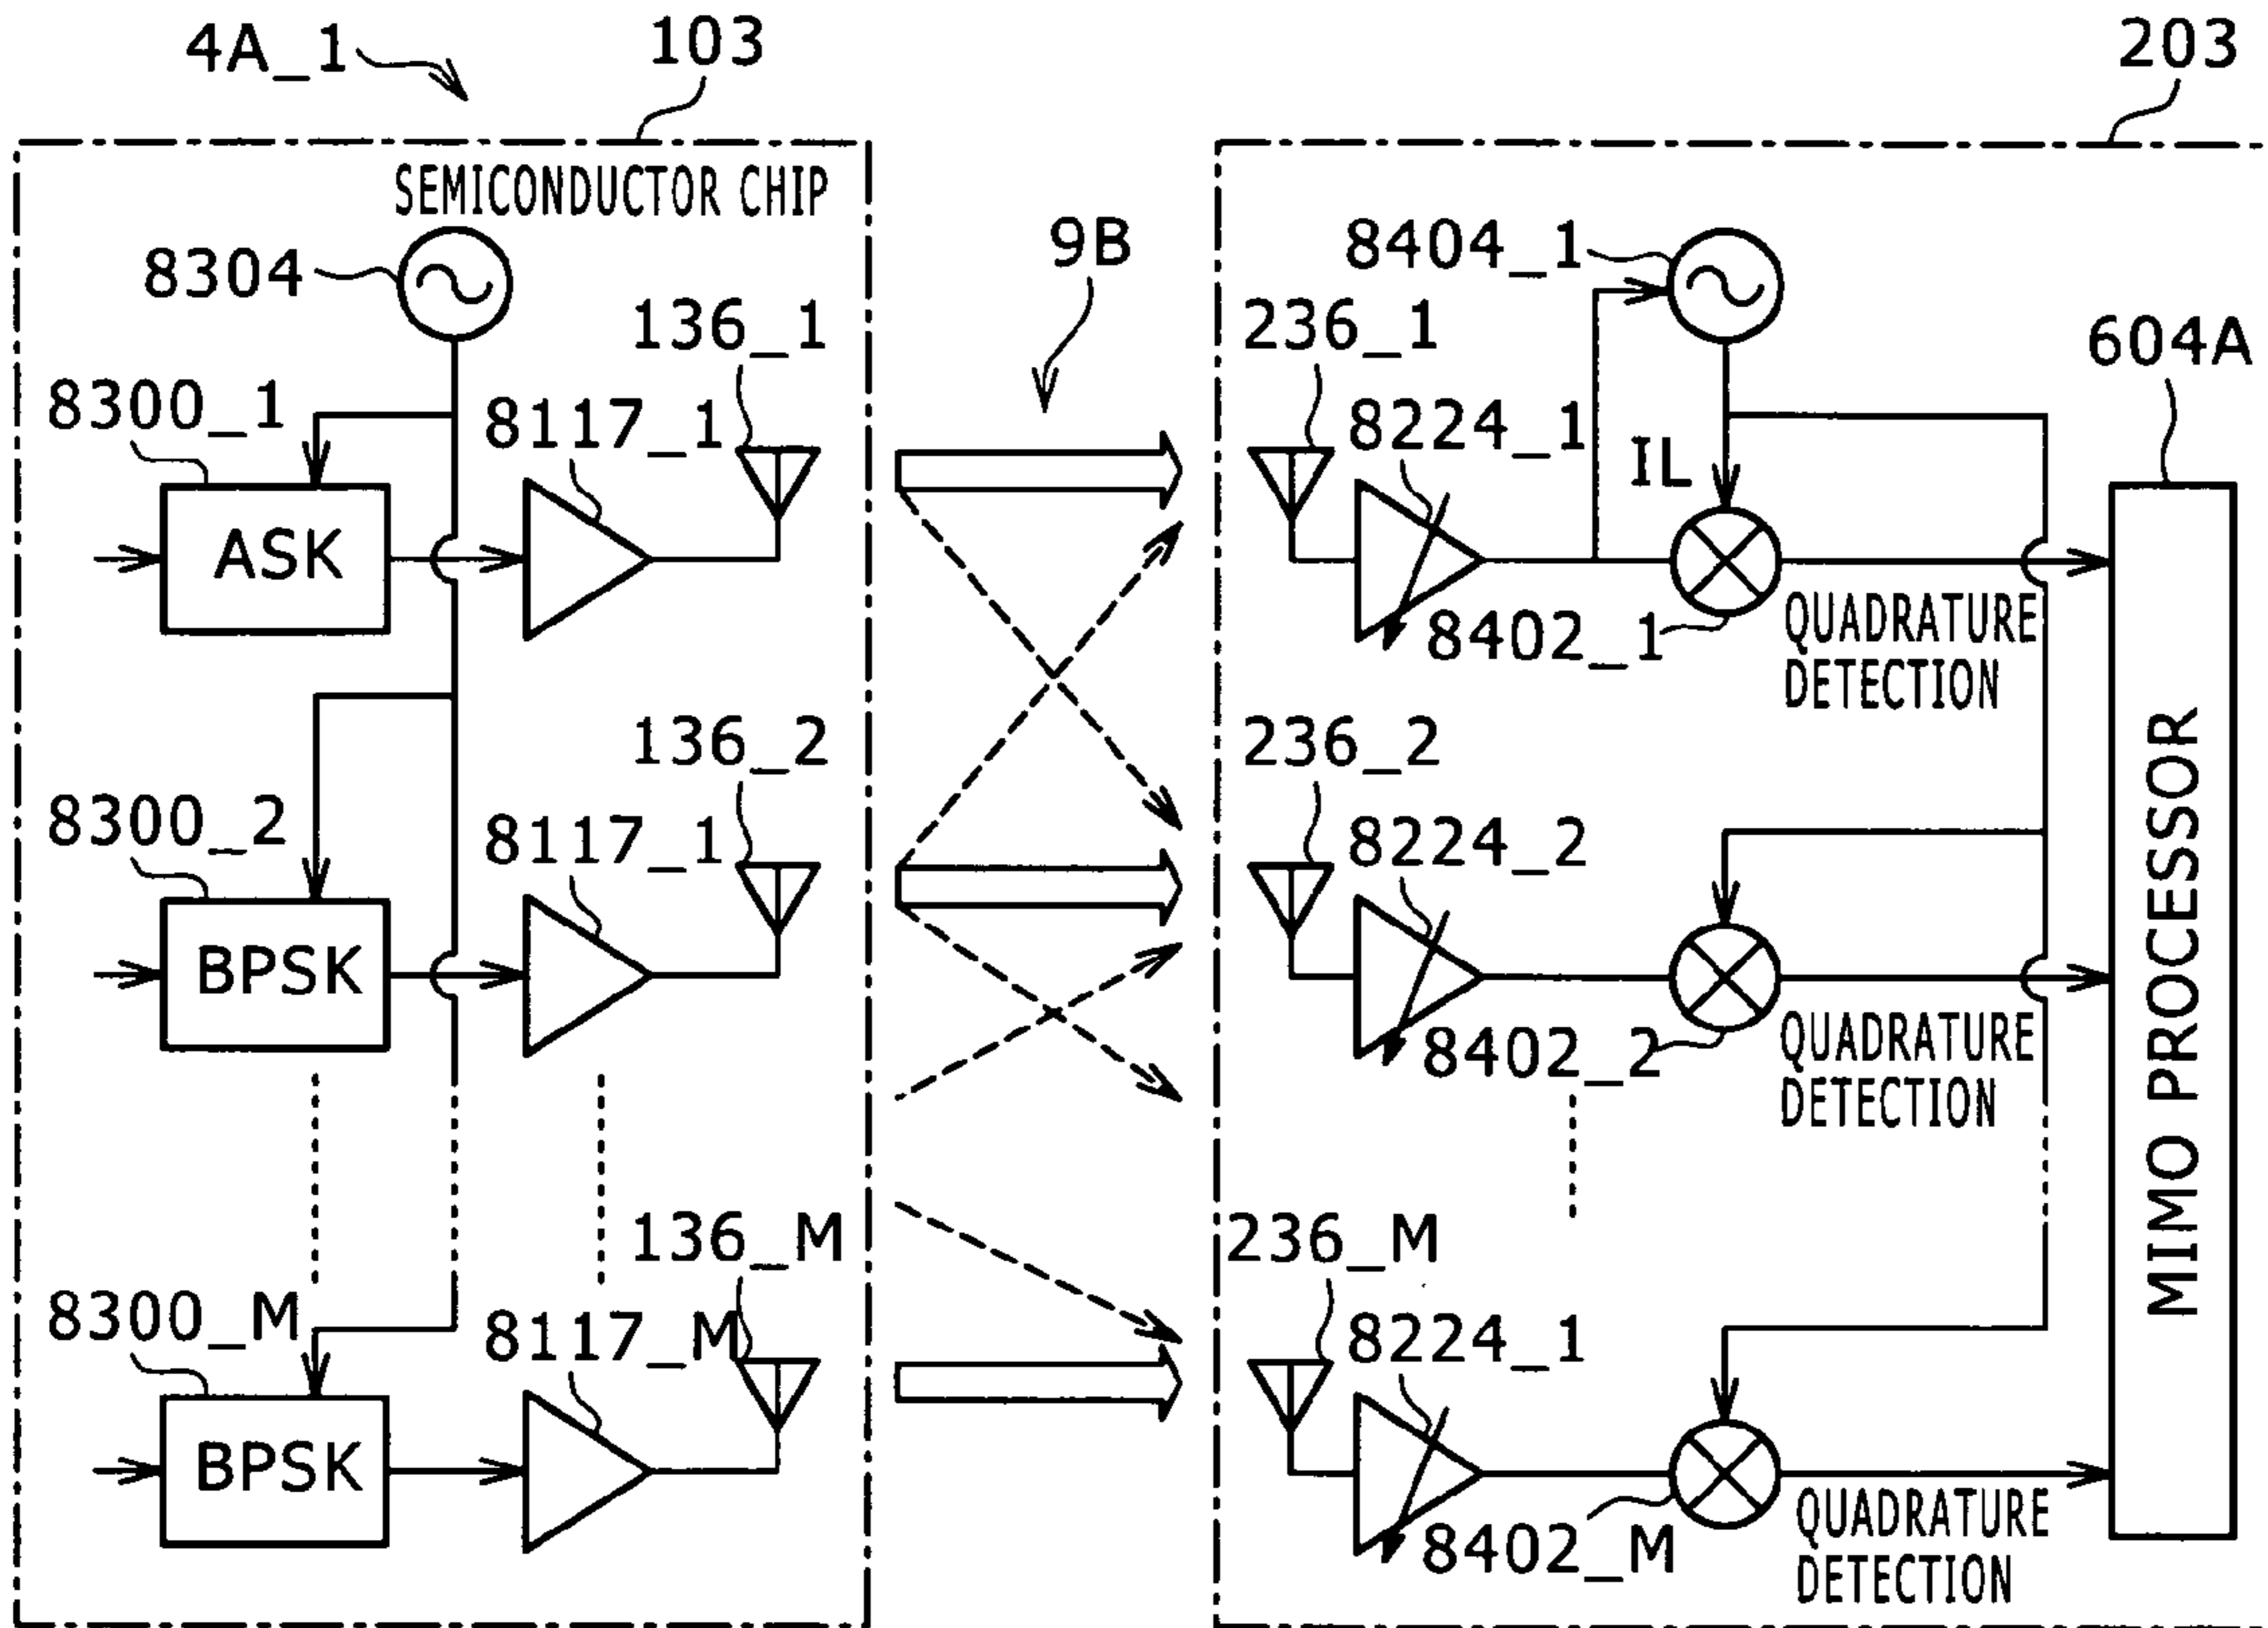 4A_1
103
203
SEMICONDUCTOR CHIP
8304
9B
8404_1
136_1
236_1
604A
8300_1
8117_1
8224_1
IL
ASK
8402_1
QUADRATURE
DETECTION
136_2
236_2
8300_2
8117_1
8224_2
BPSK
8402_2
QUADRATURE
DETECTION
MIMO PROCESSOR
136_M
236_M
8300_M
8117_M
8224_1
BPSK
8402_M
QUADRATURE
DETECTION